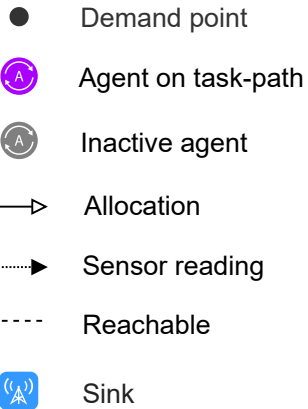 Demand point
A Agent on task-path
A Inactive agent
Allocation
Sensor reading
Reachable
Sink